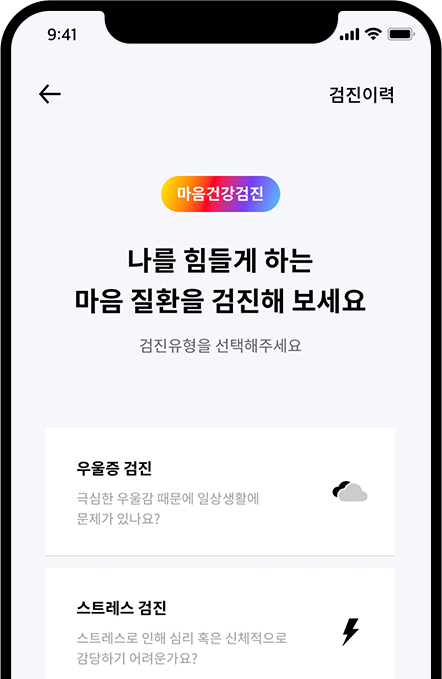 9:41
검진이력
마음건강검진
나를 힘들게 하는
마음 질환을 검진해 보세요
검진유형을 선택해주세요
우울증 검진
극심한 우울감 때문에 일상생활에
문제가 있나요?
스트레스 검진
스트레스로 인해 심리 혹은 신체적으로
감당하기 어려운가요?